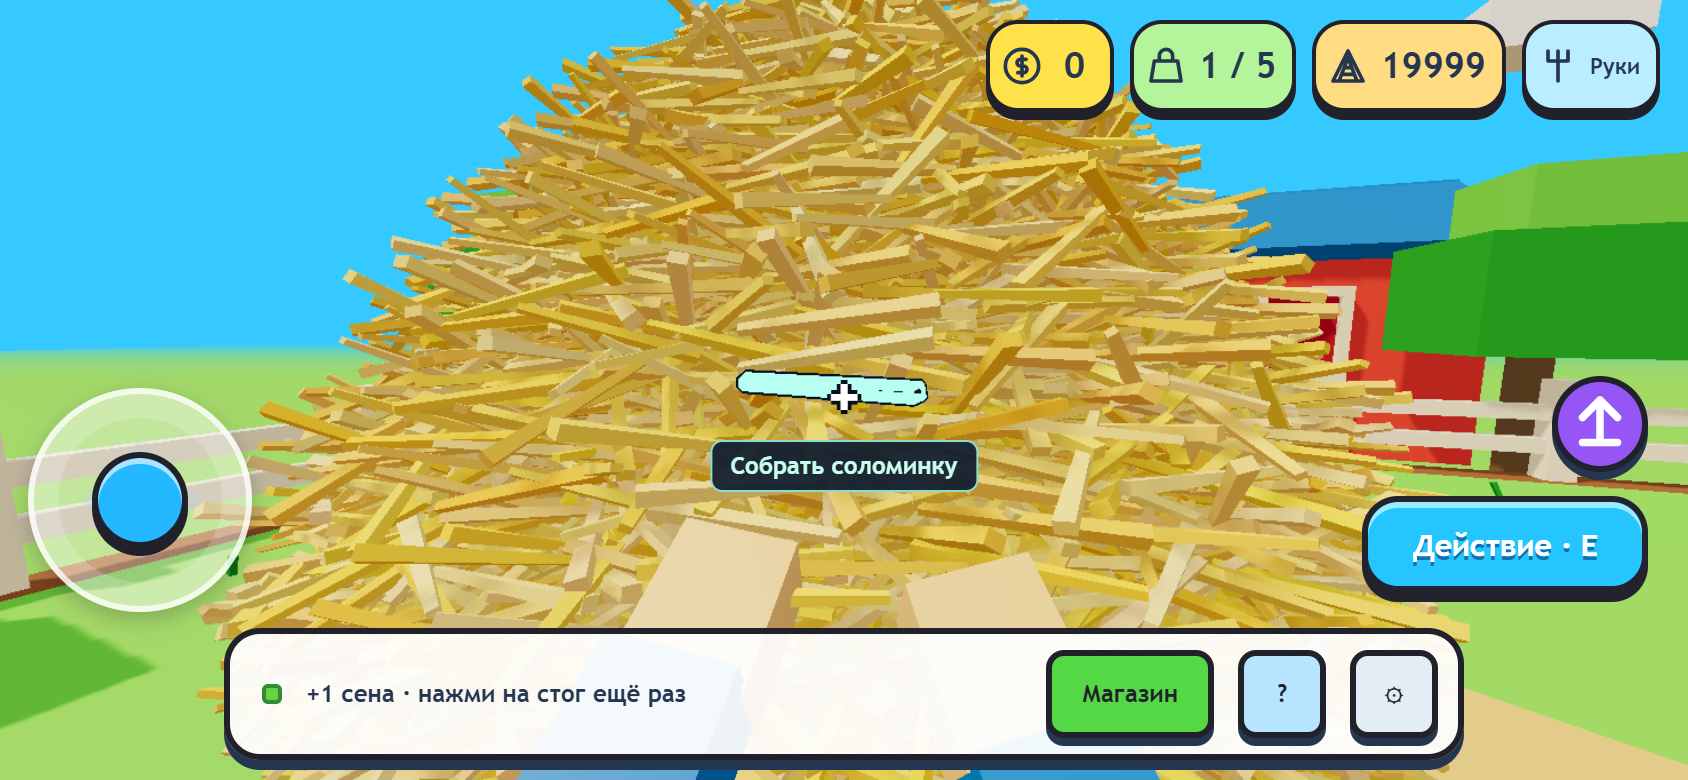 0
1 / 5
19999
Руки
Собрать соломинку
Действие · E
+1 сена · нажми на стог ещё раз
Магазин
?